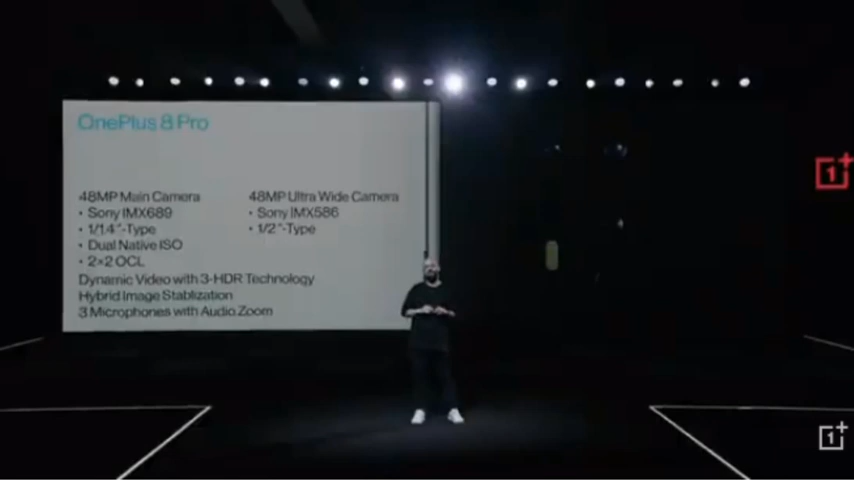 OnePlus 8 Pro
48MP Main Camera
• Sony IMX689
• 1/1.4"-Type
• Dual Native ISO
• 2×2 OCL
48MP Ultra Wide Camera
• Sony IMX586
• 1/2"-Type
Dynamic Video with 3-HDR Technology
Hybrid Image Stablization
3 Microphones with Audio Zoom
1+
1+